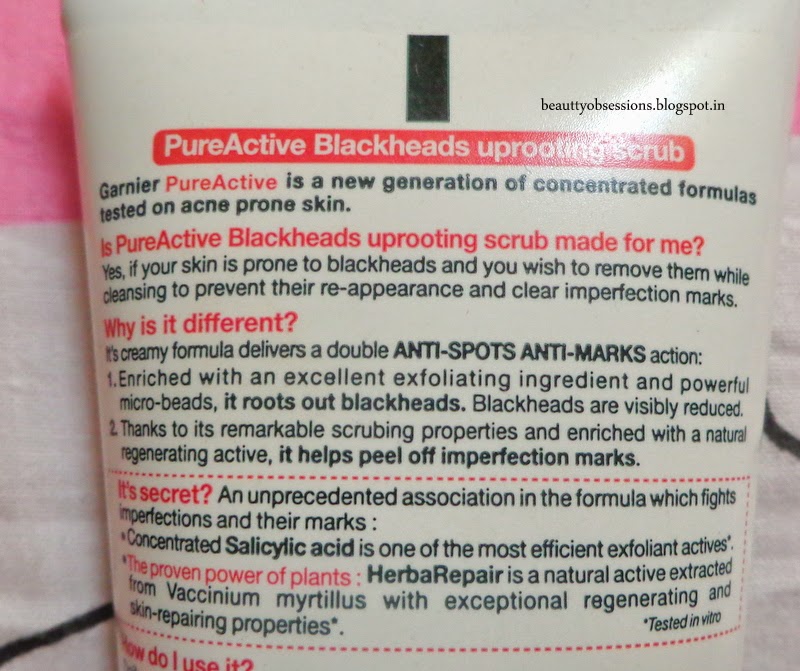 beauttyobsessions.blogspot.in
PureActive Blackheads uprooting scrub
Garnier PureActive is a new generation of concentrated formulas
tested on acne prone skin.
Is PureActive Blackheads uprooting scrub made for me?
Yes, if your skin is prone to blackheads and you wish to remove them while
cleansing to prevent their re-appearance and clear imperfection marks.
Why is it different?
It's creamy formula delivers a double ANTI-SPOTS ANTI-MARKS action:
1. Enriched with an excellent exfoliating ingredient and powerful
micro-beads, it roots out blackheads. Blackheads are visibly reduced.
2. Thanks to its remarkable scrubing properties and enriched with a natural
regenerating active, it helps peel off imperfection marks.
It's secret? An unprecedented association in the formula which fights
imperfections and their marks :
*Concentrated Salicylic acid is one of the most efficient exfoliant actives*.
*The proven power of plants : HerbaRepair is a natural active extracted
from Vaccinium myrtillus with exceptional regenerating and
skin-repairing properties*.
*Tested in vitro
How do I use it?